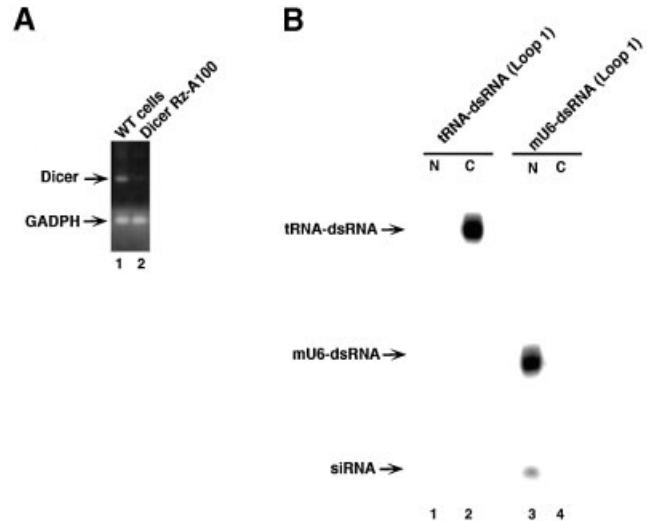 A
WT cells
Dicer Rz-A100
Dicer
GADPH
1 2
B
tRNA-dsRNA (Loop 1)
mU6-dsRNA (Loop 1)
N C N C
tRNA-dsRNA
mU6-dsRNA
siRNA
1 2 3 4